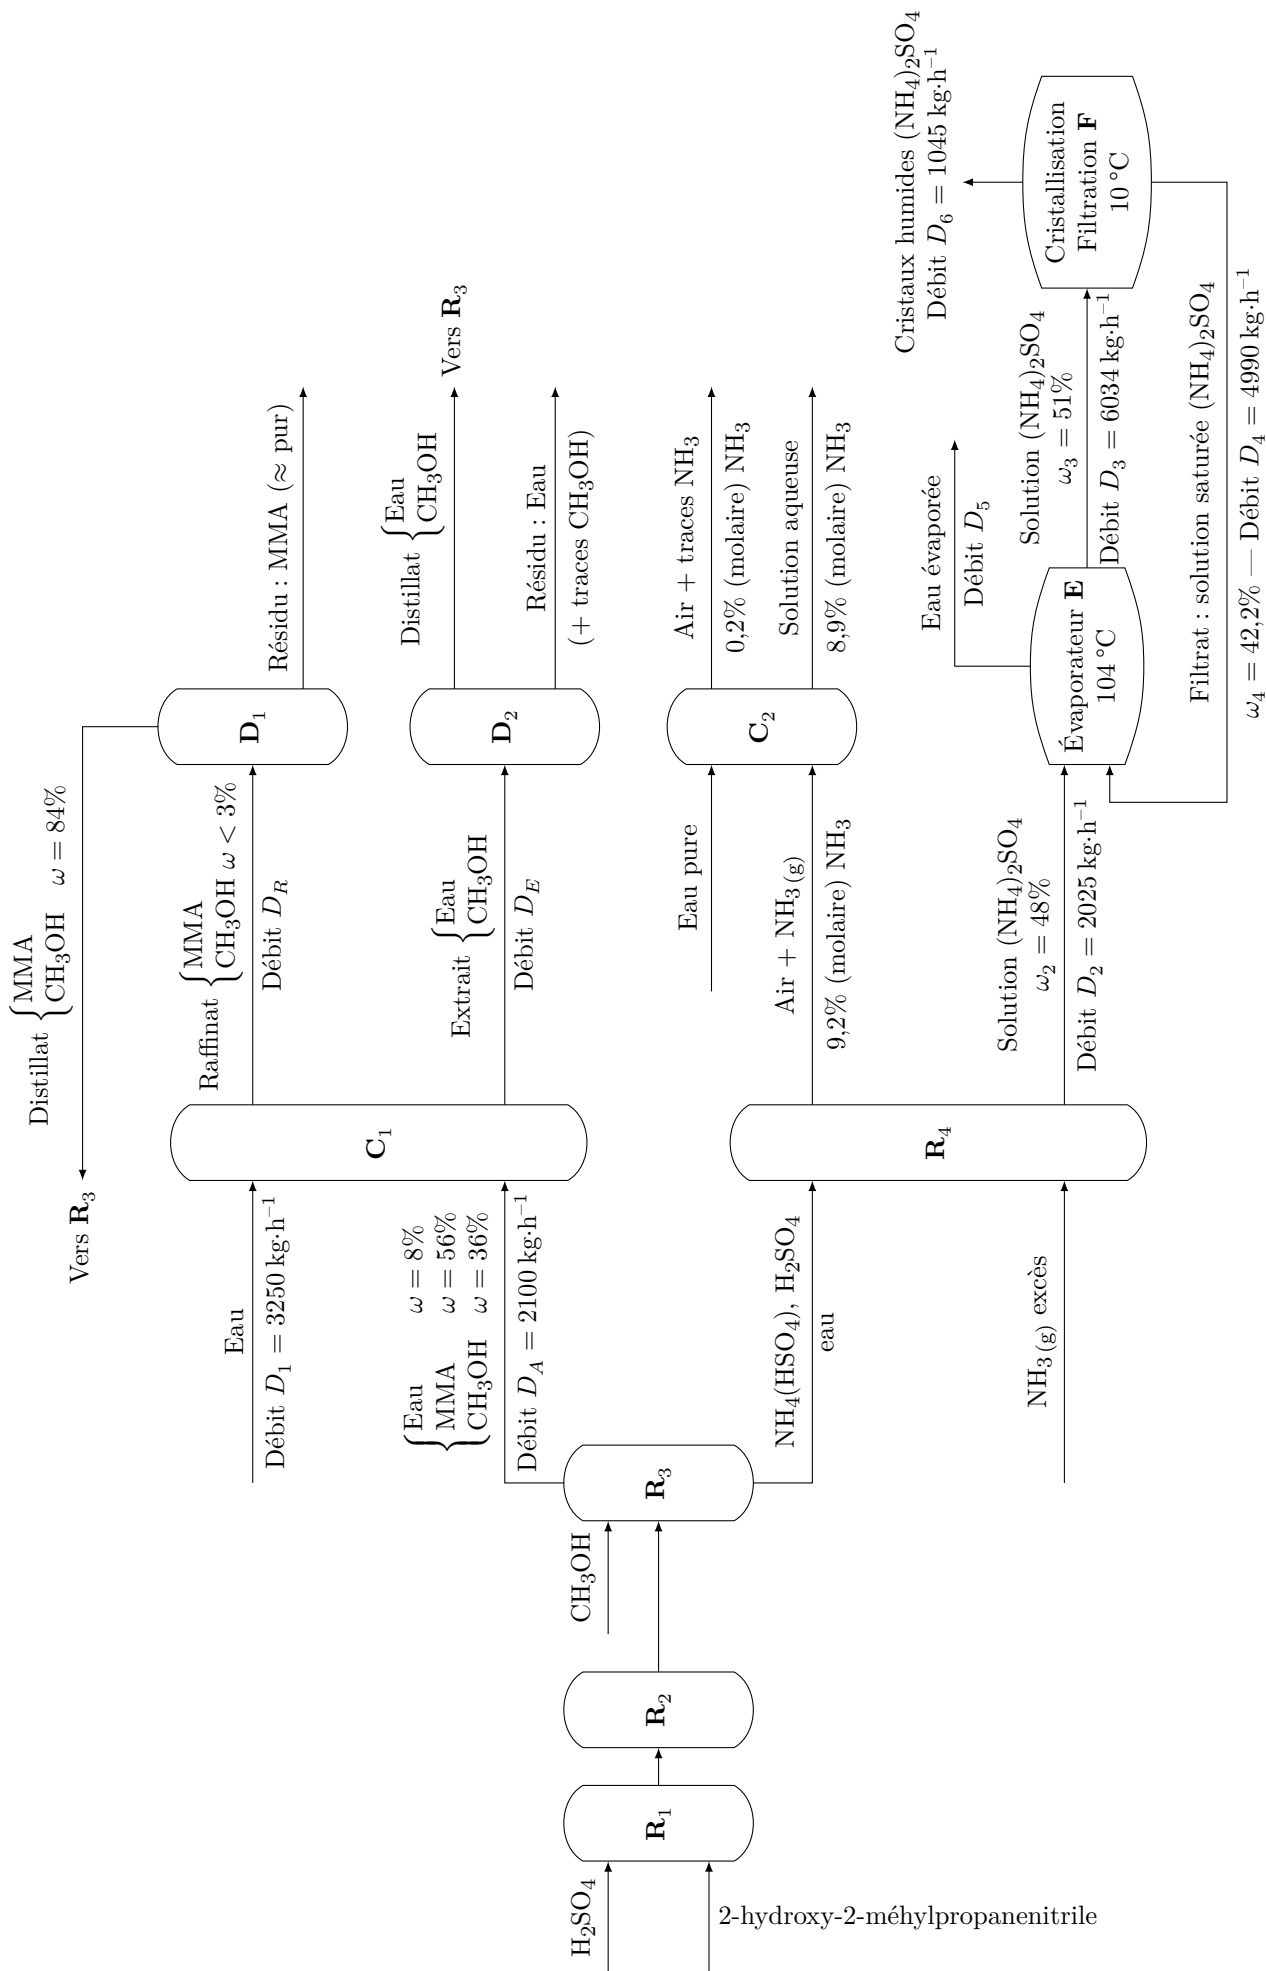 H2SO4
2-hydroxy-2-méhylpropanenitrile
R1
R2
CH3OH
R3
Eau
Débit D1 = 3250 kg·h−1
{ Eau ω = 8%
MMA ω = 56%
CH3OH ω = 36%
Débit DA = 2100 kg·h−1
NH4(HSO4), H2SO4
eau
NH3 (g) excès
C1
R4
Vers R3
Distillat { MMA
CH3OH ω = 84%
Raffinat { MMA
CH3OH ω < 3%
Débit DR
Extrait { Eau
CH3OH
Débit DE
Eau pure
Air + NH3 (g)
9,2% (molaire) NH3
Solution (NH4)2SO4
ω2 = 48%
Débit D2 = 2025 kg·h−1
D1
D2
C2
Évaporateur E
104 °C
Résidu : MMA (≈ pur)
Distillat { Eau
CH3OH
Vers R3
Résidu : Eau
(+ traces CH3OH)
Air + traces NH3
0,2% (molaire) NH3
Solution aqueuse
8,9% (molaire) NH3
Eau évaporée
Débit D5
Solution (NH4)2SO4
ω3 = 51%
Débit D3 = 6034 kg·h−1
Filtrat : solution saturée (NH4)2SO4
ω4 = 42,2% — Débit D4 = 4990 kg·h−1
Cristaux humides (NH4)2SO4
Débit D6 = 1045 kg·h−1
Cristallisation
Filtration F
10 °C